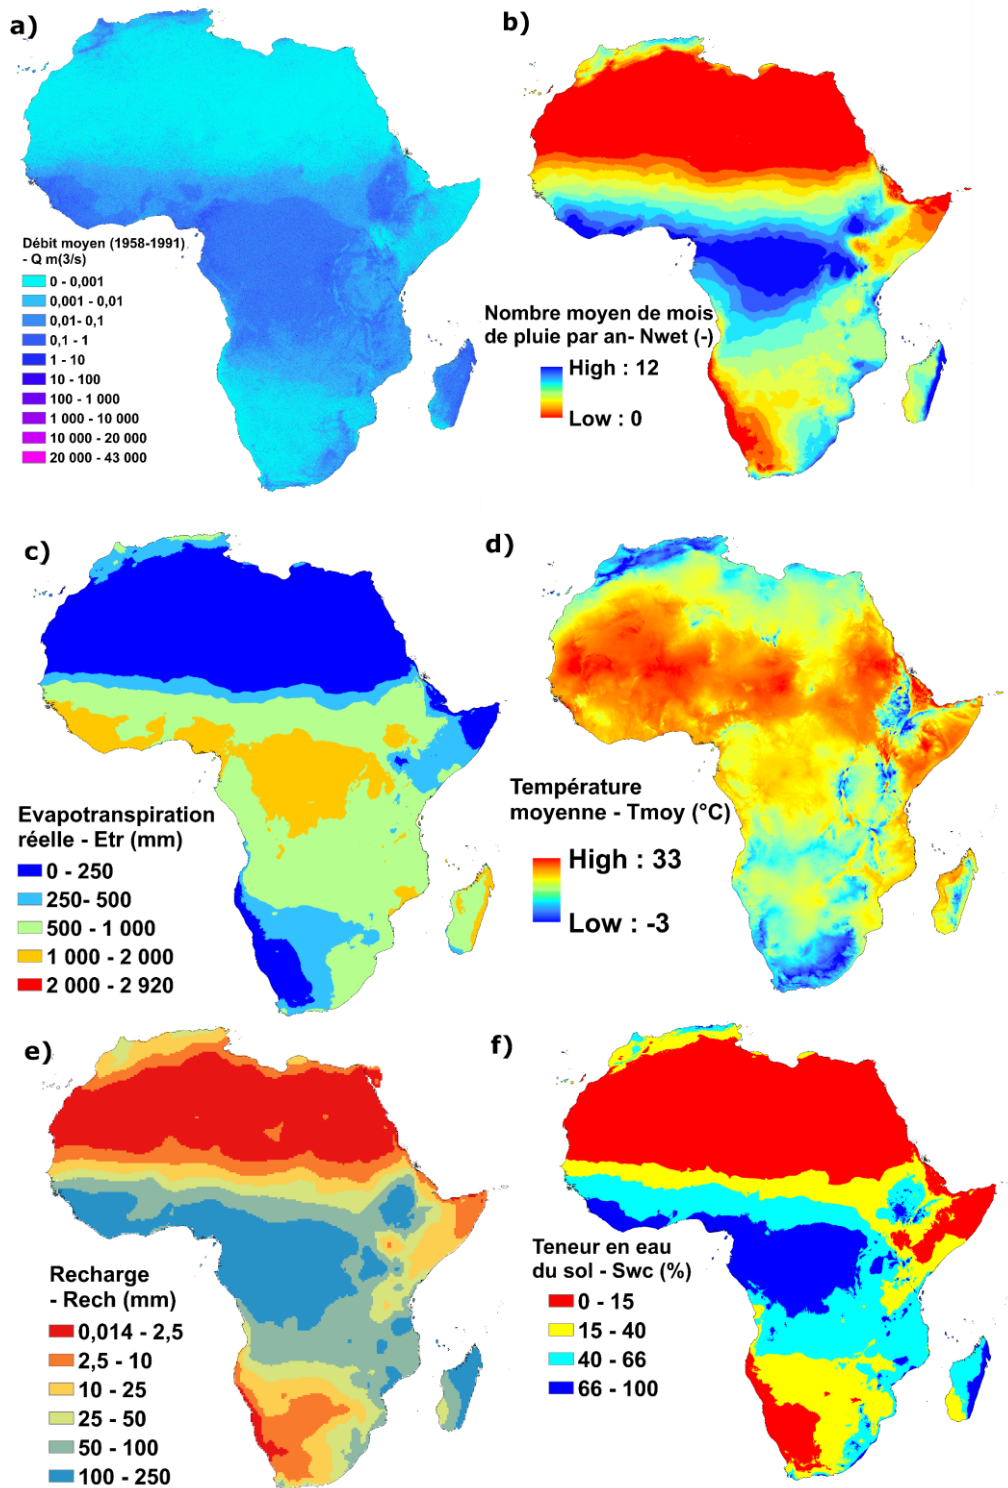 a)
Débit moyen (1958-1991)
- Q m(3/s)
0 - 0,001
0,001 - 0,01
0,01- 0,1
0,1 - 1
1 - 10
10 - 100
100 - 1 000
1 000 - 10 000
10 000 - 20 000
20 000 - 43 000
b)
Nombre moyen de mois
de pluie par an- Nwet (-)
High : 12
Low : 0
c)
Evapotranspiration
réelle - Etr (mm)
0 - 250
250- 500
500 - 1 000
1 000 - 2 000
2 000 - 2 920
d)
Température
moyenne - Tmoy (°C)
High : 33
Low : -3
e)
Recharge
- Rech (mm)
0,014 - 2,5
2,5 - 10
10 - 25
25 - 50
50 - 100
100 - 250
f)
Teneur en eau
du sol - Swc (%)
0 - 15
15 - 40
40 - 66
66 - 100